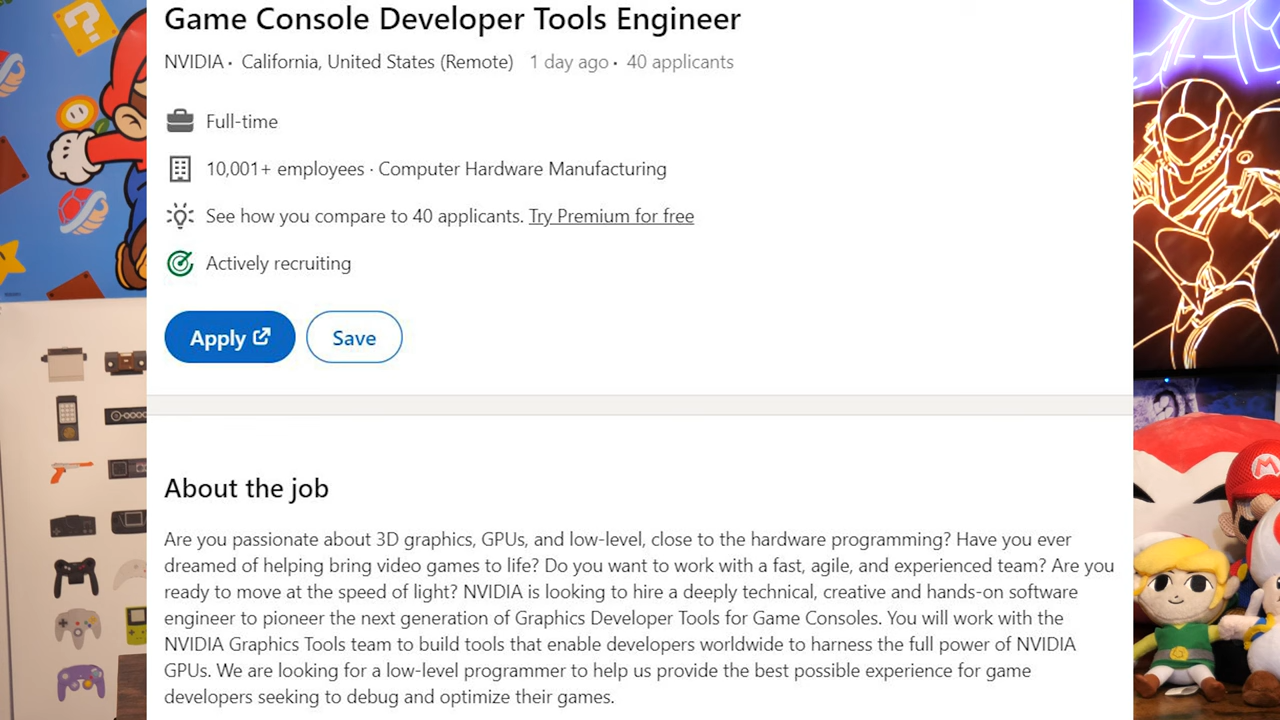 Game Console Developer Tools Engineer
NVIDIA · California, United States (Remote) 1 day ago · 40 applicants
Full-time
10,001+ employees · Computer Hardware Manufacturing
See how you compare to 40 applicants. Try Premium for free
Actively recruiting
Apply
Save
About the job
Are you passionate about 3D graphics, GPUs, and low-level, close to the hardware programming? Have you ever
dreamed of helping bring video games to life? Do you want to work with a fast, agile, and experienced team? Are you
ready to move at the speed of light? NVIDIA is looking to hire a deeply technical, creative and hands-on software
engineer to pioneer the next generation of Graphics Developer Tools for Game Consoles. You will work with the
NVIDIA Graphics Tools team to build tools that enable developers worldwide to harness the full power of NVIDIA
GPUs. We are looking for a low-level programmer to help us provide the best possible experience for game
developers seeking to debug and optimize their games.
?
M